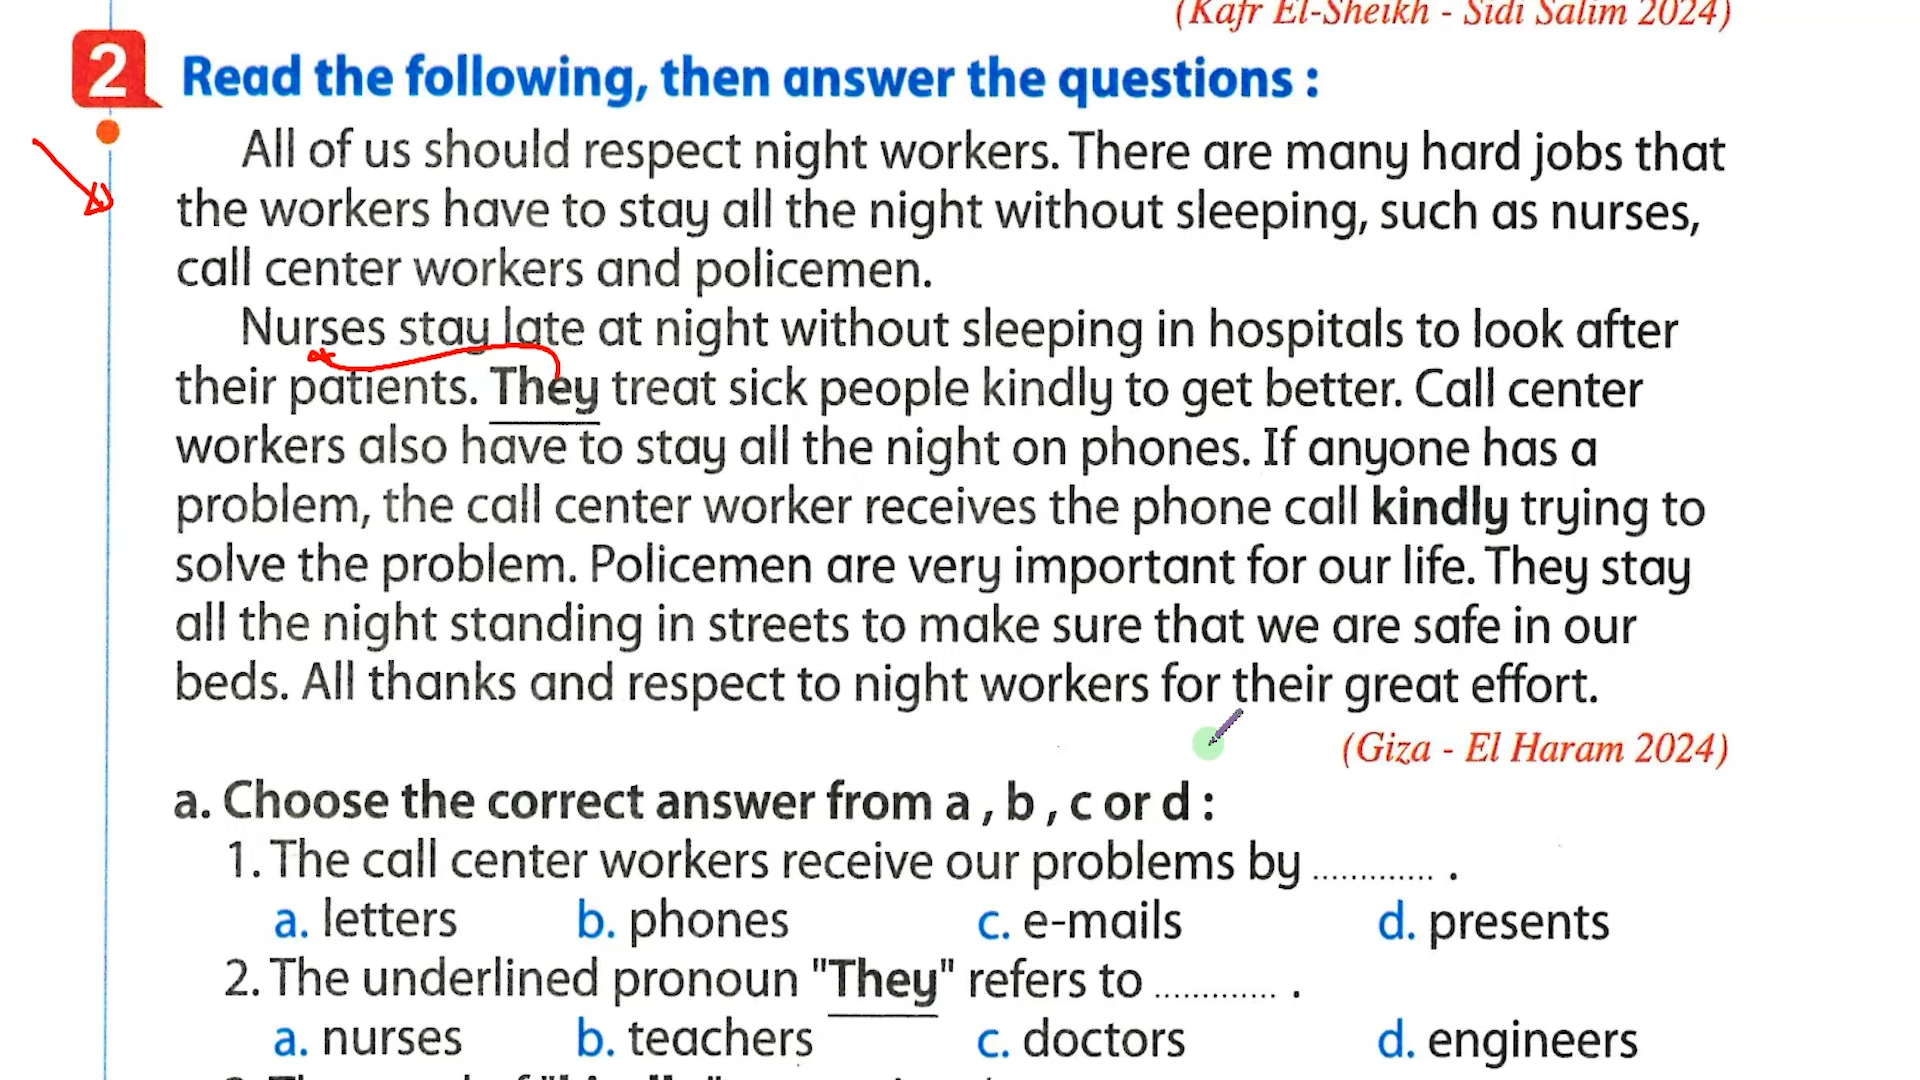 (Kafr El-Sheikh - Sidi Salim 2024)
2 Read the following, then answer the questions :
All of us should respect night workers. There are many hard jobs that
the workers have to stay all the night without sleeping, such as nurses,
call center workers and policemen.
Nurses stay late at night without sleeping in hospitals to look after
their patients. They treat sick people kindly to get better. Call center
workers also have to stay all the night on phones. If anyone has a
problem, the call center worker receives the phone call kindly trying to
solve the problem. Policemen are very important for our life. They stay
all the night standing in streets to make sure that we are safe in our
beds. All thanks and respect to night workers for their great effort.
(Giza - El Haram 2024)
a. Choose the correct answer from a , b , c or d :
1. The call center workers receive our problems by ............. .
a. letters b. phones c. e-mails d. presents
2. The underlined pronoun "They" refers to ............. .
a. nurses b. teachers c. doctors d. engineers